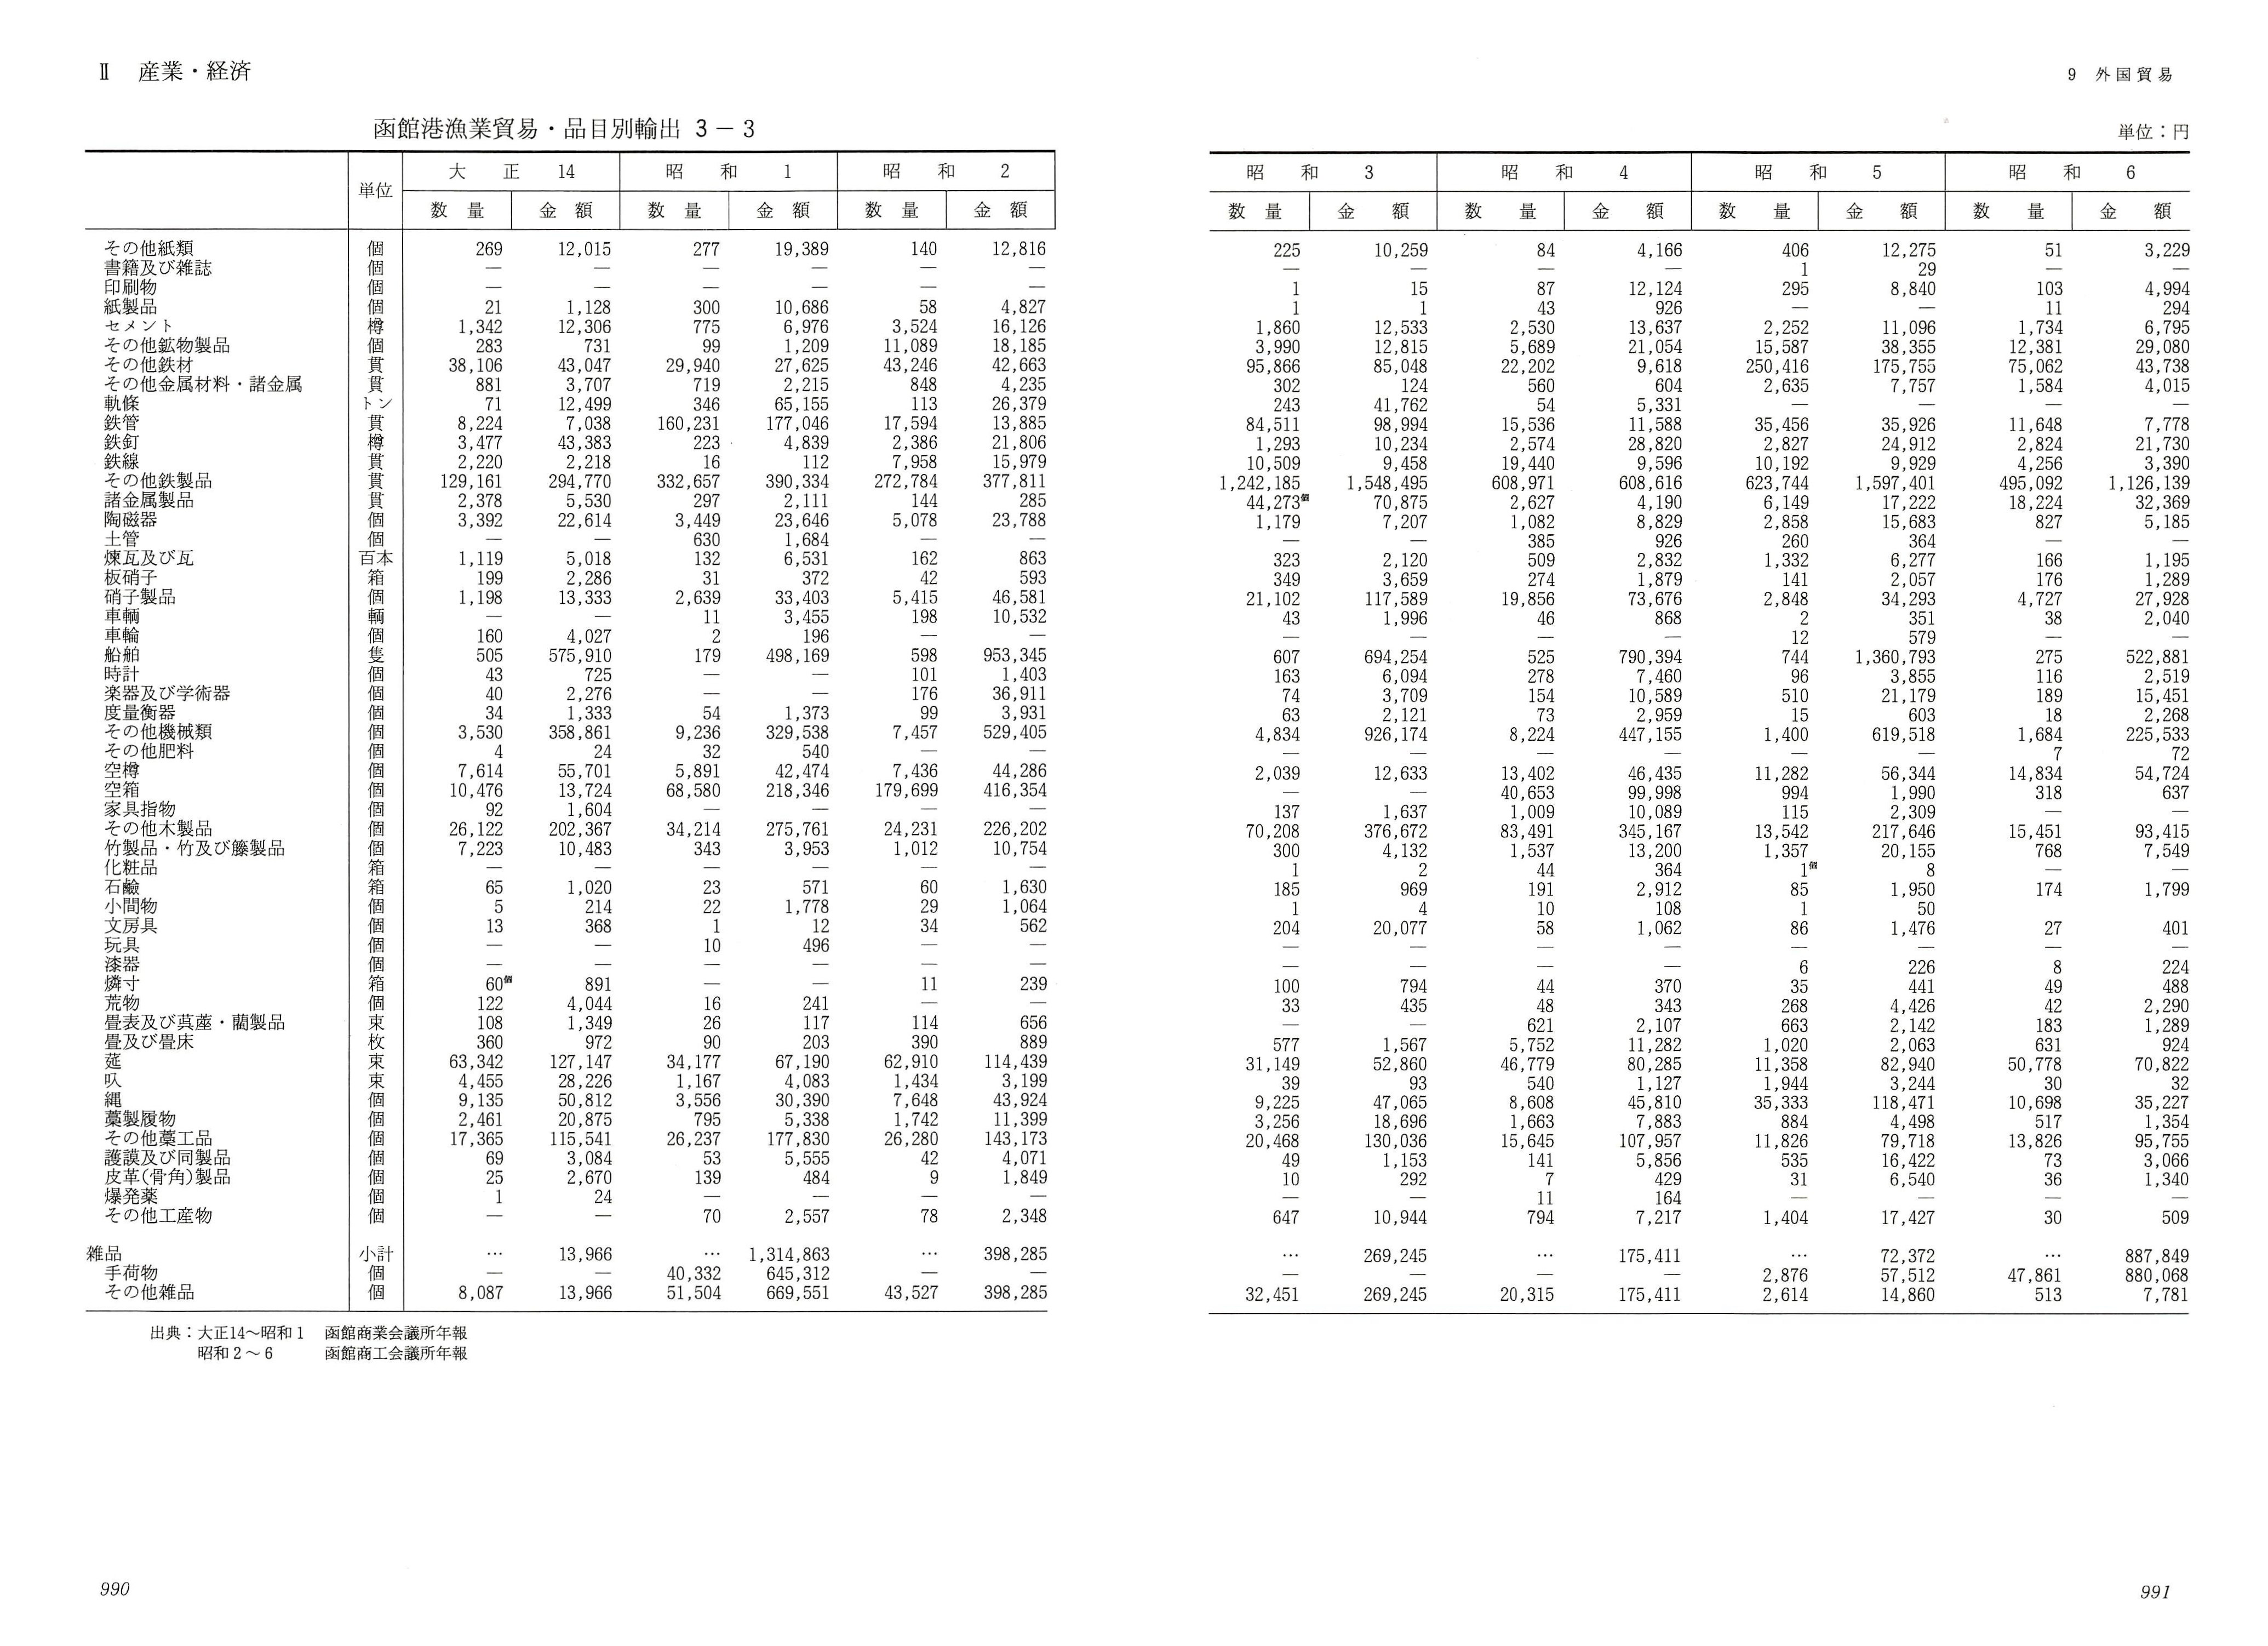 Ⅱ 産業・経済
函館港漁業貿易・品目別輸出 3－3
単位 大正14 昭和1 昭和2
数量 金額 数量 金額 数量 金額
その他紙類 個 269 12,015 277 19,389 140 12,816
書籍及び雑誌 個 — — — — — —
印刷物 個 — — — — — —
紙製品 個 21 1,128 300 10,686 58 4,827
セメント 樽 1,342 12,306 775 6,976 3,524 16,126
その他鉱物製品 個 283 731 99 1,209 11,089 18,185
その他鉄材 貫 38,106 43,047 29,940 27,625 43,246 42,663
その他金属材料・諸金属 貫 881 3,707 719 2,215 848 4,235
軌條 トン 71 12,499 346 65,155 113 26,379
鉄管 貫 8,224 7,038 160,231 177,046 17,594 13,885
鉄釘 樽 3,477 43,383 223 4,839 2,386 21,806
鉄線 貫 2,220 2,218 16 112 7,958 15,979
その他鉄製品 貫 129,161 294,770 332,657 390,334 272,784 377,811
諸金属製品 貫 2,378 5,530 297 2,111 144 285
陶磁器 個 3,392 22,614 3,449 23,646 5,078 23,788
土管 個 — — 630 1,684 — —
煉瓦及び瓦 百本 1,119 5,018 132 6,531 162 863
板硝子 箱 199 2,286 31 372 42 593
硝子製品 個 1,198 13,333 2,639 33,403 5,415 46,581
車輌 輌 — — 11 3,455 198 10,532
車輪 個 160 4,027 2 196 — —
船舶 隻 505 575,910 179 498,169 598 953,345
時計 個 43 725 — — 101 1,403
楽器及び学術器 個 40 2,276 — — 176 36,911
度量衡器 個 34 1,333 54 1,373 99 3,931
その他機械類 個 3,530 358,861 9,236 329,538 7,457 529,405
その他肥料 個 4 24 32 540 — —
空樽 個 7,614 55,701 5,891 42,474 7,436 44,286
空箱 個 10,476 13,724 68,580 218,346 179,699 416,354
家具指物 個 92 1,604 — — — —
その他木製品 個 26,122 202,367 34,214 275,761 24,231 226,202
竹製品・竹及び籐製品 個 7,223 10,483 343 3,953 1,012 10,754
化粧品 箱 — — — — — —
石鹼 箱 65 1,020 23 571 60 1,630
小間物 個 5 214 22 1,778 29 1,064
文房具 個 13 368 1 12 34 562
玩具 個 — — 10 496 — —
漆器 個 — — — — — —
燐寸 箱 60個 891 — — 11 239
荒物 個 122 4,044 16 241 — —
畳表及び茣蓙・藺製品 束 108 1,349 26 117 114 656
畳及び畳床 枚 360 972 90 203 390 889
莚 束 63,342 127,147 34,177 67,190 62,910 114,439
叺 束 4,455 28,226 1,167 4,083 1,434 3,199
縄 個 9,135 50,812 3,556 30,390 7,648 43,924
藁製履物 個 2,461 20,875 795 5,338 1,742 11,399
その他藁工品 個 17,365 115,541 26,237 177,830 26,280 143,173
護謨及び同製品 個 69 3,084 53 5,555 42 4,071
皮革(骨角)製品 個 25 2,670 139 484 9 1,849
爆発薬 個 1 24 — — — —
その他工産物 個 — — 70 2,557 78 2,348
雑品 小計 … 13,966 … 1,314,863 … 398,285
手荷物 個 — — 40,332 645,312 — —
その他雑品 個 8,087 13,966 51,504 669,551 43,527 398,285
出典：大正14～昭和1 函館商業会議所年報
昭和2～6 函館商工会議所年報
990
9 外国貿易
単位：円
昭和3 昭和4 昭和5 昭和6
数量 金額 数量 金額 数量 金額 数量 金額
225 10,259 84 4,166 406 12,275 51 3,229
— — — — 1 29 — —
1 15 87 12,124 295 8,840 103 4,994
1 1 43 926 — — 11 294
1,860 12,533 2,530 13,637 2,252 11,096 1,734 6,795
3,990 12,815 5,689 21,054 15,587 38,355 12,381 29,080
95,866 85,048 22,202 9,618 250,416 175,755 75,062 43,738
302 124 560 604 2,635 7,757 1,584 4,015
243 41,762 54 5,331 — — — —
84,511 98,994 15,536 11,588 35,456 35,926 11,648 7,778
1,293 10,234 2,574 28,820 2,827 24,912 2,824 21,730
10,509 9,458 19,440 9,596 10,192 9,929 4,256 3,390
1,242,185 1,548,495 608,971 608,616 623,744 1,597,401 495,092 1,126,139
44,273個 70,875 2,627 4,190 6,149 17,222 18,224 32,369
1,179 7,207 1,082 8,829 2,858 15,683 827 5,185
— — 385 926 260 364 — —
323 2,120 509 2,832 1,332 6,277 166 1,195
349 3,659 274 1,879 141 2,057 176 1,289
21,102 117,589 19,856 73,676 2,848 34,293 4,727 27,928
43 1,996 46 868 2 351 38 2,040
— — — — 12 579 — —
607 694,254 525 790,394 744 1,360,793 275 522,881
163 6,094 278 7,460 96 3,855 116 2,519
74 3,709 154 10,589 510 21,179 189 15,451
63 2,121 73 2,959 15 603 18 2,268
4,834 926,174 8,224 447,155 1,400 619,518 1,684 225,533
— — — — — — 7 72
2,039 12,633 13,402 46,435 11,282 56,344 14,834 54,724
— — 40,653 99,998 994 1,990 318 637
137 1,637 1,009 10,089 115 2,309 — —
70,208 376,672 83,491 345,167 13,542 217,646 15,451 93,415
300 4,132 1,537 13,200 1,357 20,155 768 7,549
1 2 44 364 1個 8 — —
185 969 191 2,912 85 1,950 174 1,799
1 4 10 108 1 50
204 20,077 58 1,062 86 1,476 27 401
— — — — — — — —
— — — — 6 226 8 224
100 794 44 370 35 441 49 488
33 435 48 343 268 4,426 42 2,290
— — 621 2,107 663 2,142 183 1,289
577 1,567 5,752 11,282 1,020 2,063 631 924
31,149 52,860 46,779 80,285 11,358 82,940 50,778 70,822
39 93 540 1,127 1,944 3,244 30 32
9,225 47,065 8,608 45,810 35,333 118,471 10,698 35,227
3,256 18,696 1,663 7,883 884 4,498 517 1,354
20,468 130,036 15,645 107,957 11,826 79,718 13,826 95,755
49 1,153 141 5,856 535 16,422 73 3,066
10 292 7 429 31 6,540 36 1,340
— — 11 164 — — — —
647 10,944 794 7,217 1,404 17,427 30 509
… 269,245 … 175,411 … 72,372 … 887,849
— — — — 2,876 57,512 47,861 880,068
32,451 269,245 20,315 175,411 2,614 14,860 513 7,781
991